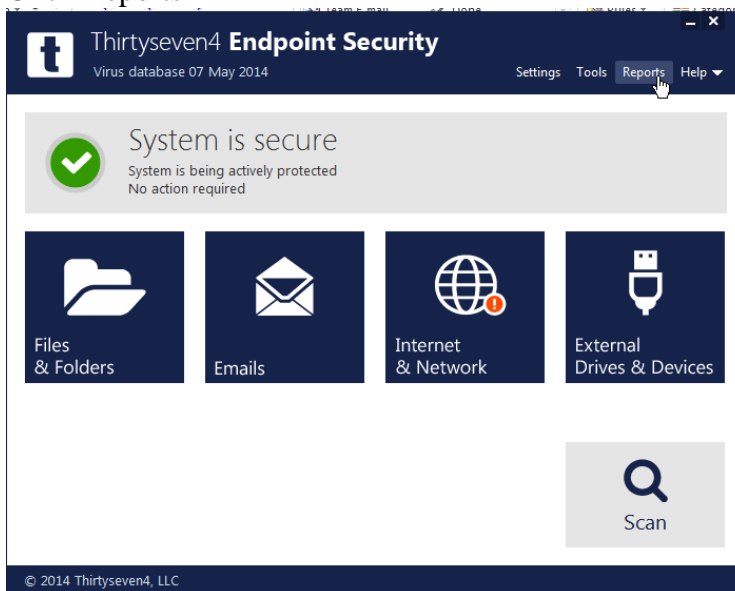 Thirtyseven4 Endpoint Security
Virus database 07 May 2014
Settings Tools Reports Help
System is secure
System is being actively protected
No action required
Files
& Folders
Emails
Internet
& Network
External
Drives & Devices
Scan
© 2014 Thirtyseven4, LLC